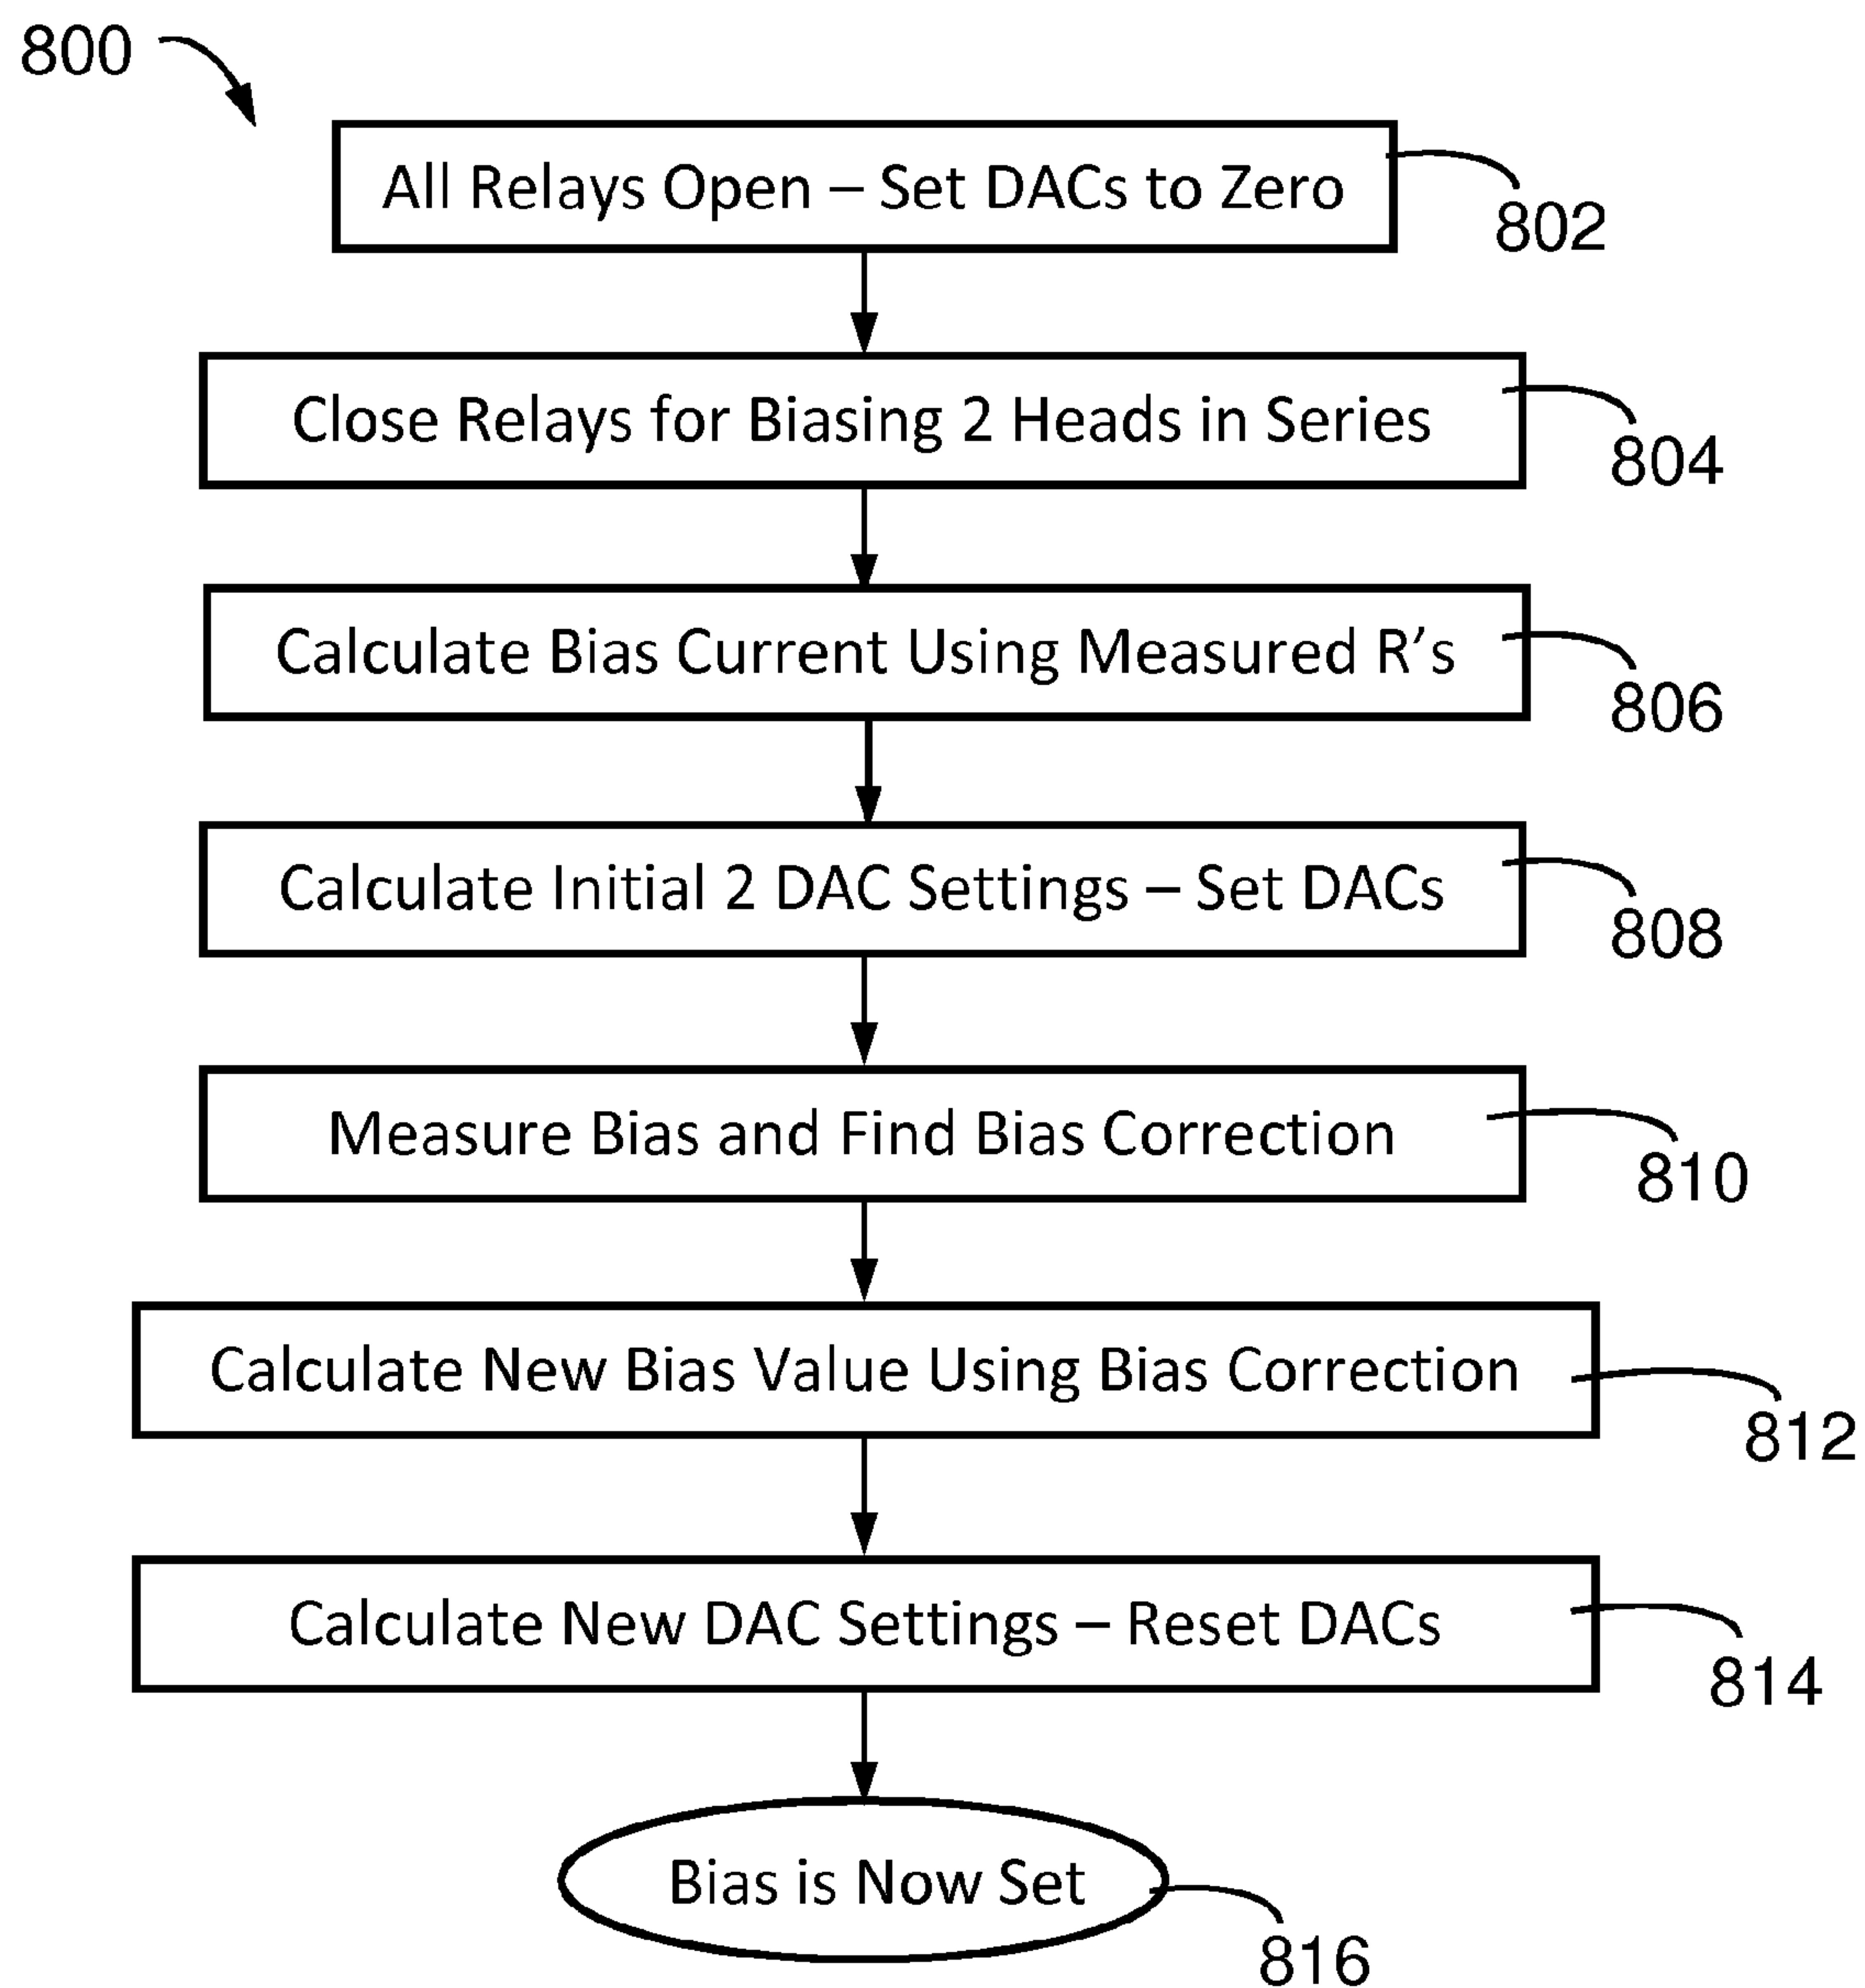 800
All Relays Open – Set DACs to Zero
802
Close Relays for Biasing 2 Heads in Series
804
Calculate Bias Current Using Measured R’s
806
Calculate Initial 2 DAC Settings – Set DACs
808
Measure Bias and Find Bias Correction
810
Calculate New Bias Value Using Bias Correction
812
Calculate New DAC Settings – Reset DACs
814
Bias is Now Set
816